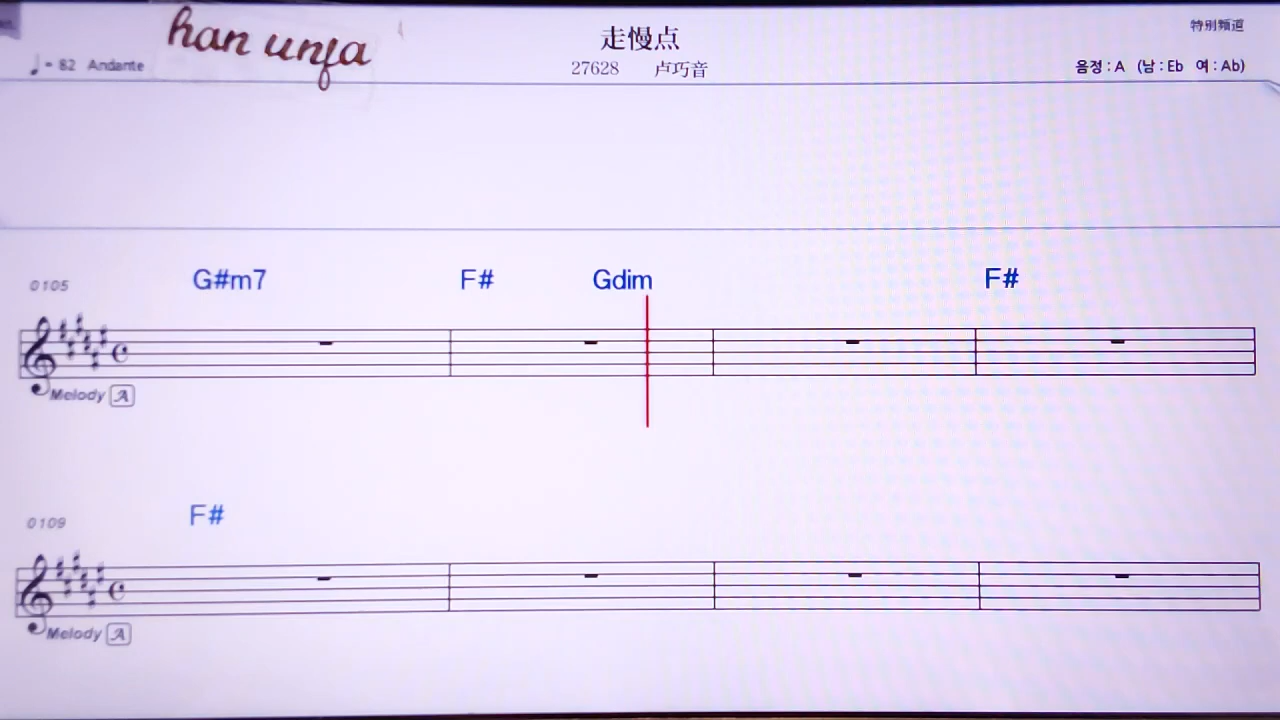 han unfa
走慢点
特别频道
♩= 82 Andante
27628 卢巧音
음정 : A (남 : Eb 여 : Ab)
0105 G#m7 F# Gdim F#
Melody A
0109 F#
Melody A